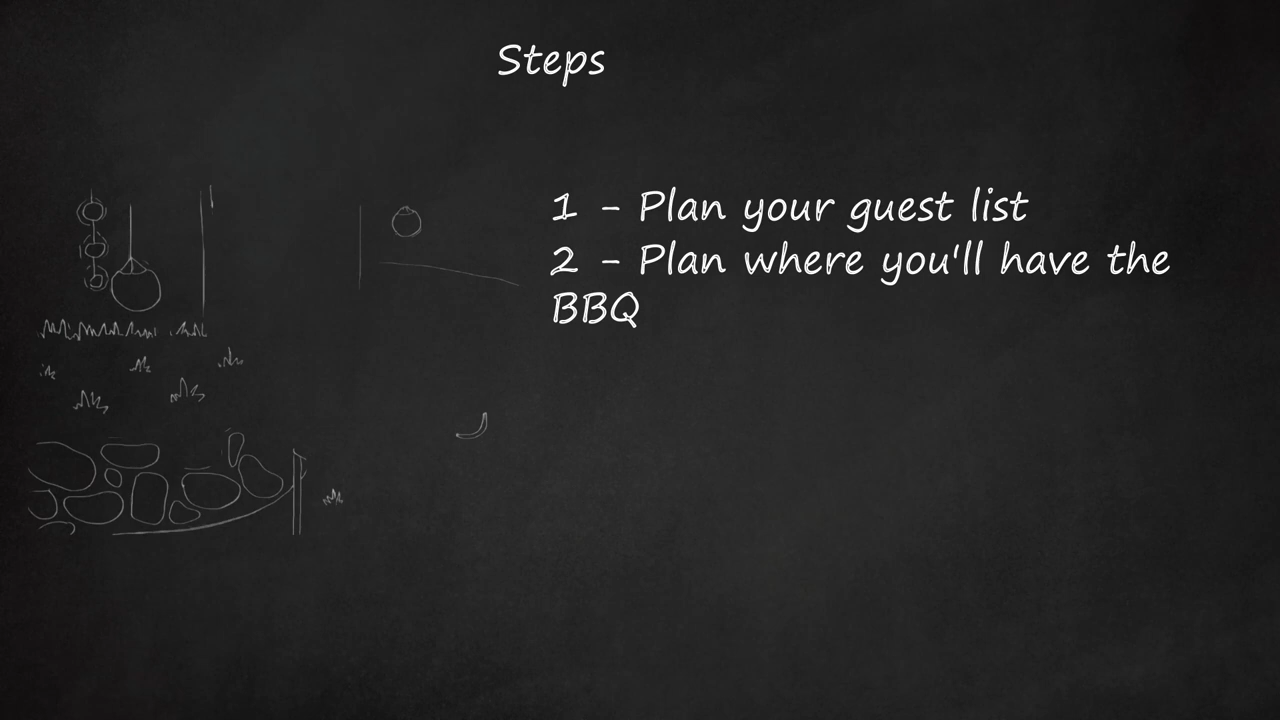 Steps
1 - Plan your guest list
2 - Plan where you'll have the
BBQ